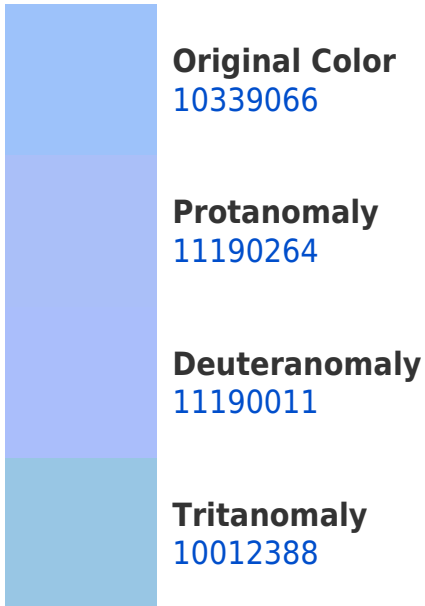 Original Color
10339066
Protanomaly
11190264
Deuteranomaly
11190011
Tritanomaly
10012388